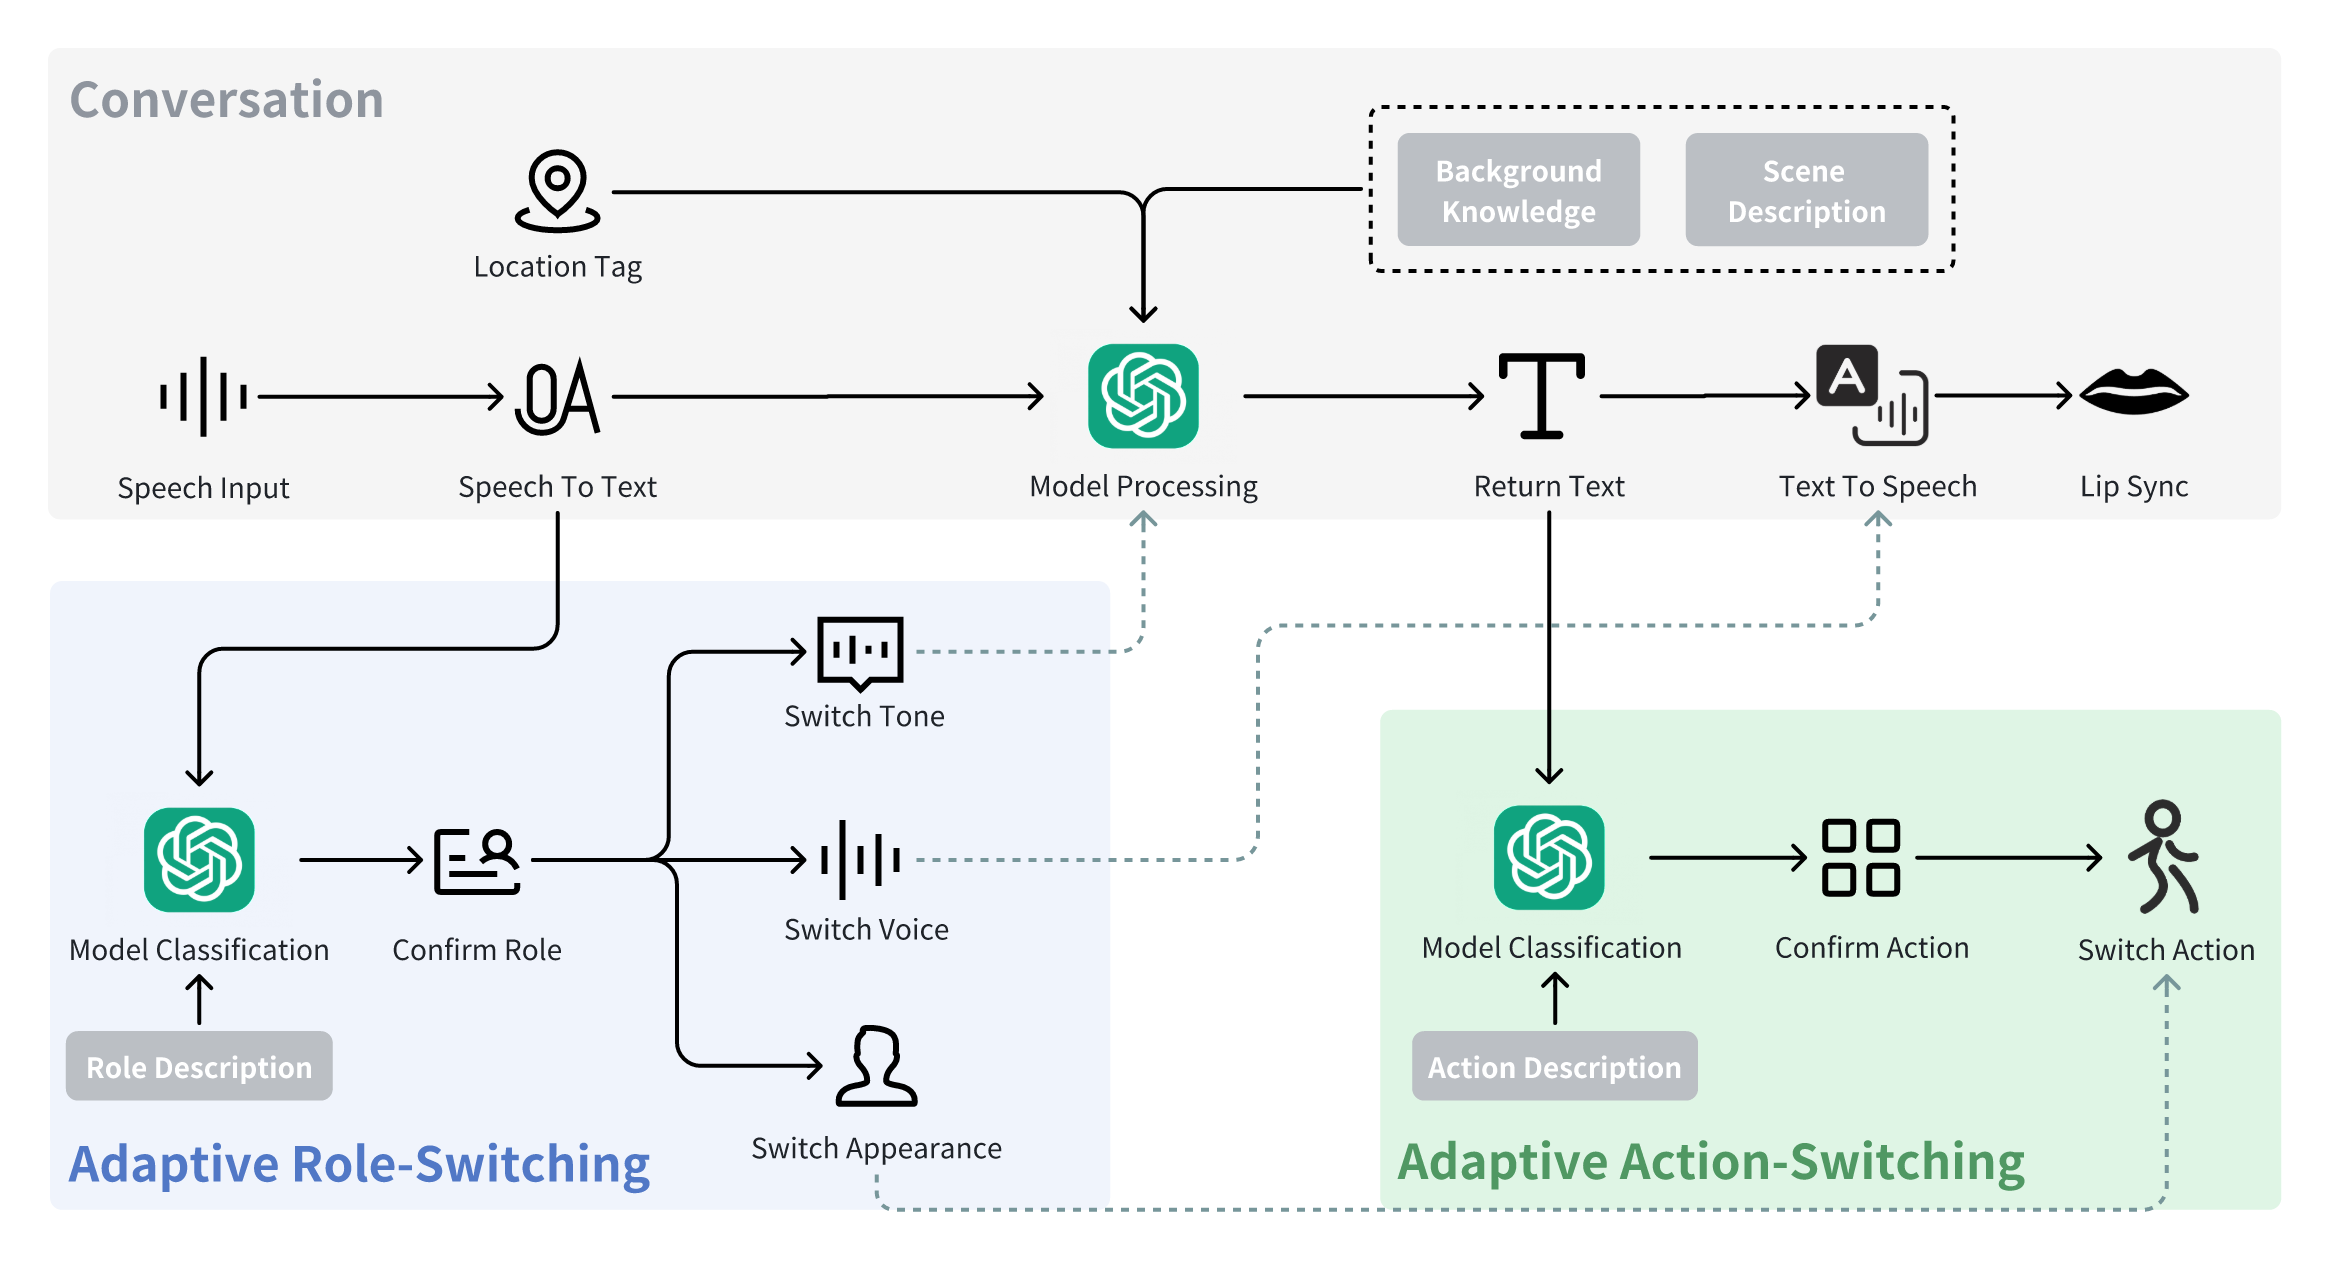 Conversation
Background
Knowledge
Scene
Description
Location Tag
Speech Input
Speech To Text
Model Processing
Return Text
A
Text To Speech
Lip Sync
Switch Tone
Switch Voice
Model Classification
Confirm Role
Role Description
Switch Appearance
Adaptive Role-Switching
Model Classification
Confirm Action
Switch Action
Action Description
Adaptive Action-Switching